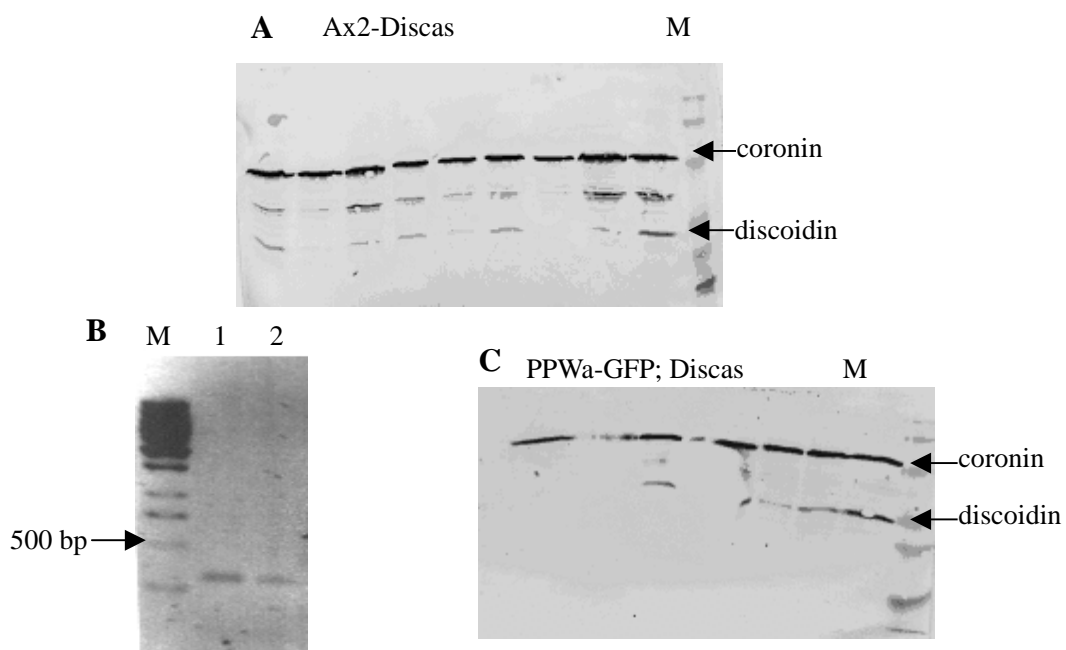 A Ax2-Discas M
coronin
discoidin
B M 1 2
500 bp
C PPWa-GFP; Discas M
coronin
discoidin